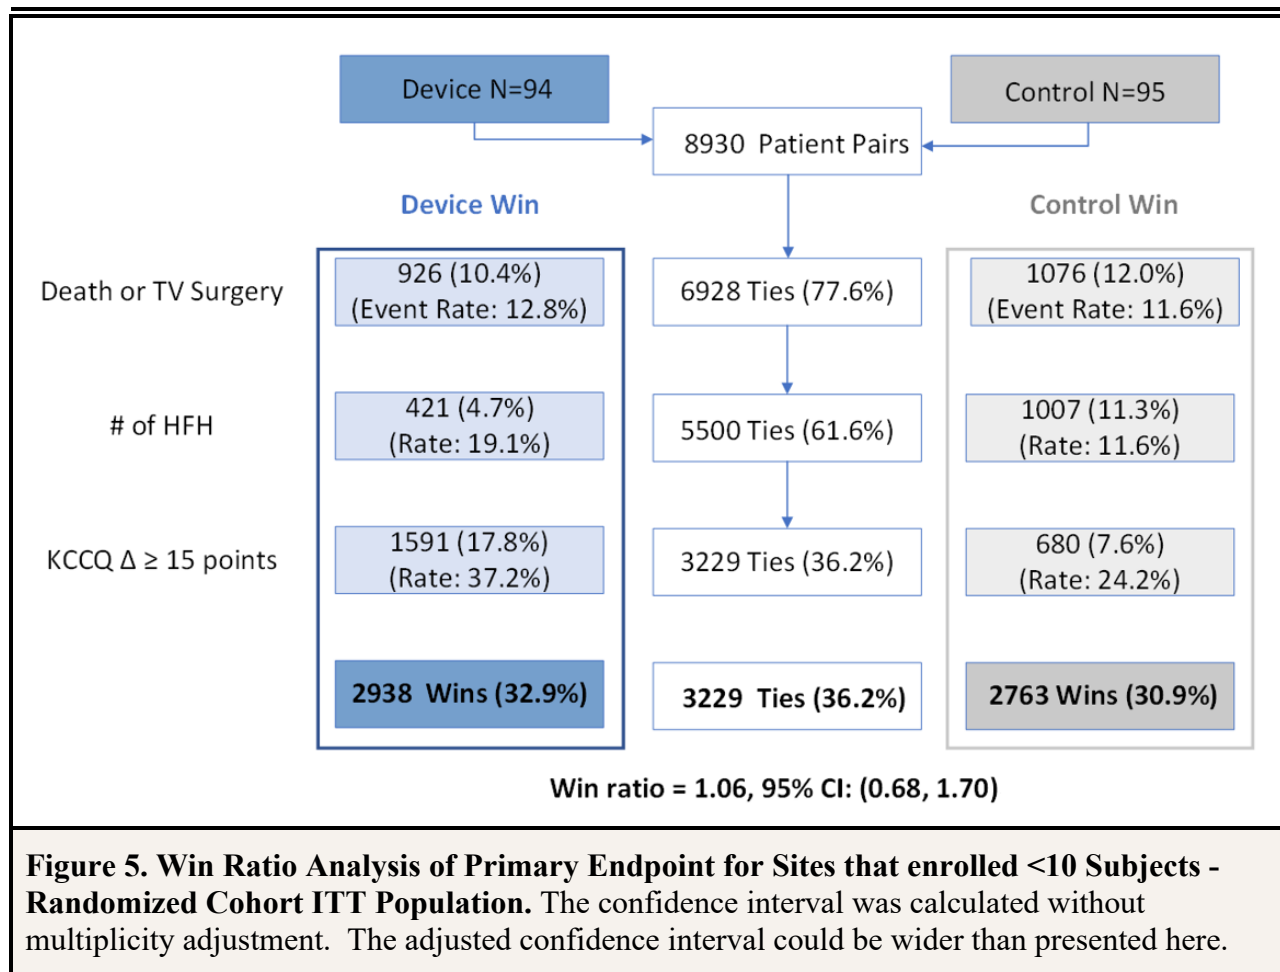 Device N=94
Control N=95
8930 Patient Pairs
Device Win
Control Win
Death or TV Surgery
926 (10.4%)
(Event Rate: 12.8%)
6928 Ties (77.6%)
1076 (12.0%)
(Event Rate: 11.6%)
# of HFH
421 (4.7%)
(Rate: 19.1%)
5500 Ties (61.6%)
1007 (11.3%)
(Rate: 11.6%)
KCCQ Δ ≥ 15 points
1591 (17.8%)
(Rate: 37.2%)
3229 Ties (36.2%)
680 (7.6%)
(Rate: 24.2%)
2938 Wins (32.9%)
3229 Ties (36.2%)
2763 Wins (30.9%)
Win ratio = 1.06, 95% CI: (0.68, 1.70)
Figure 5. Win Ratio Analysis of Primary Endpoint for Sites that enrolled <10 Subjects -
Randomized Cohort ITT Population. The confidence interval was calculated without
multiplicity adjustment. The adjusted confidence interval could be wider than presented here.